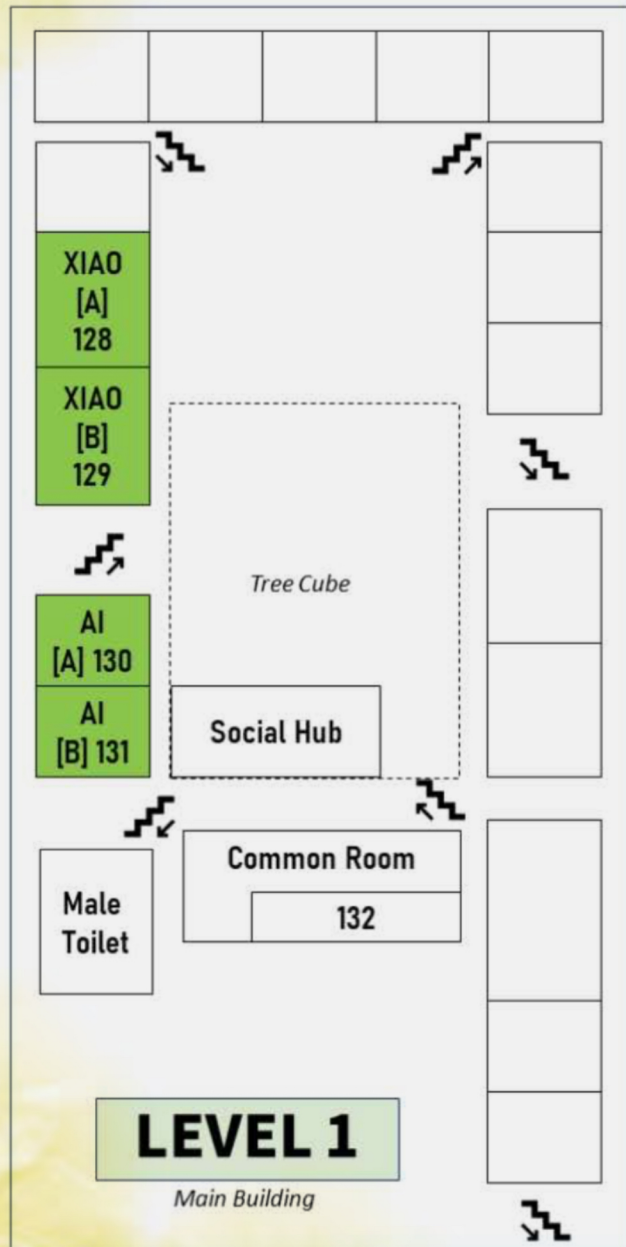 XIAO
[A]
128
XIAO
[B]
129
Tree Cube
AI
[A] 130
AI
[B] 131
Social Hub
Common Room
132
Male
Toilet
LEVEL 1
Main Building